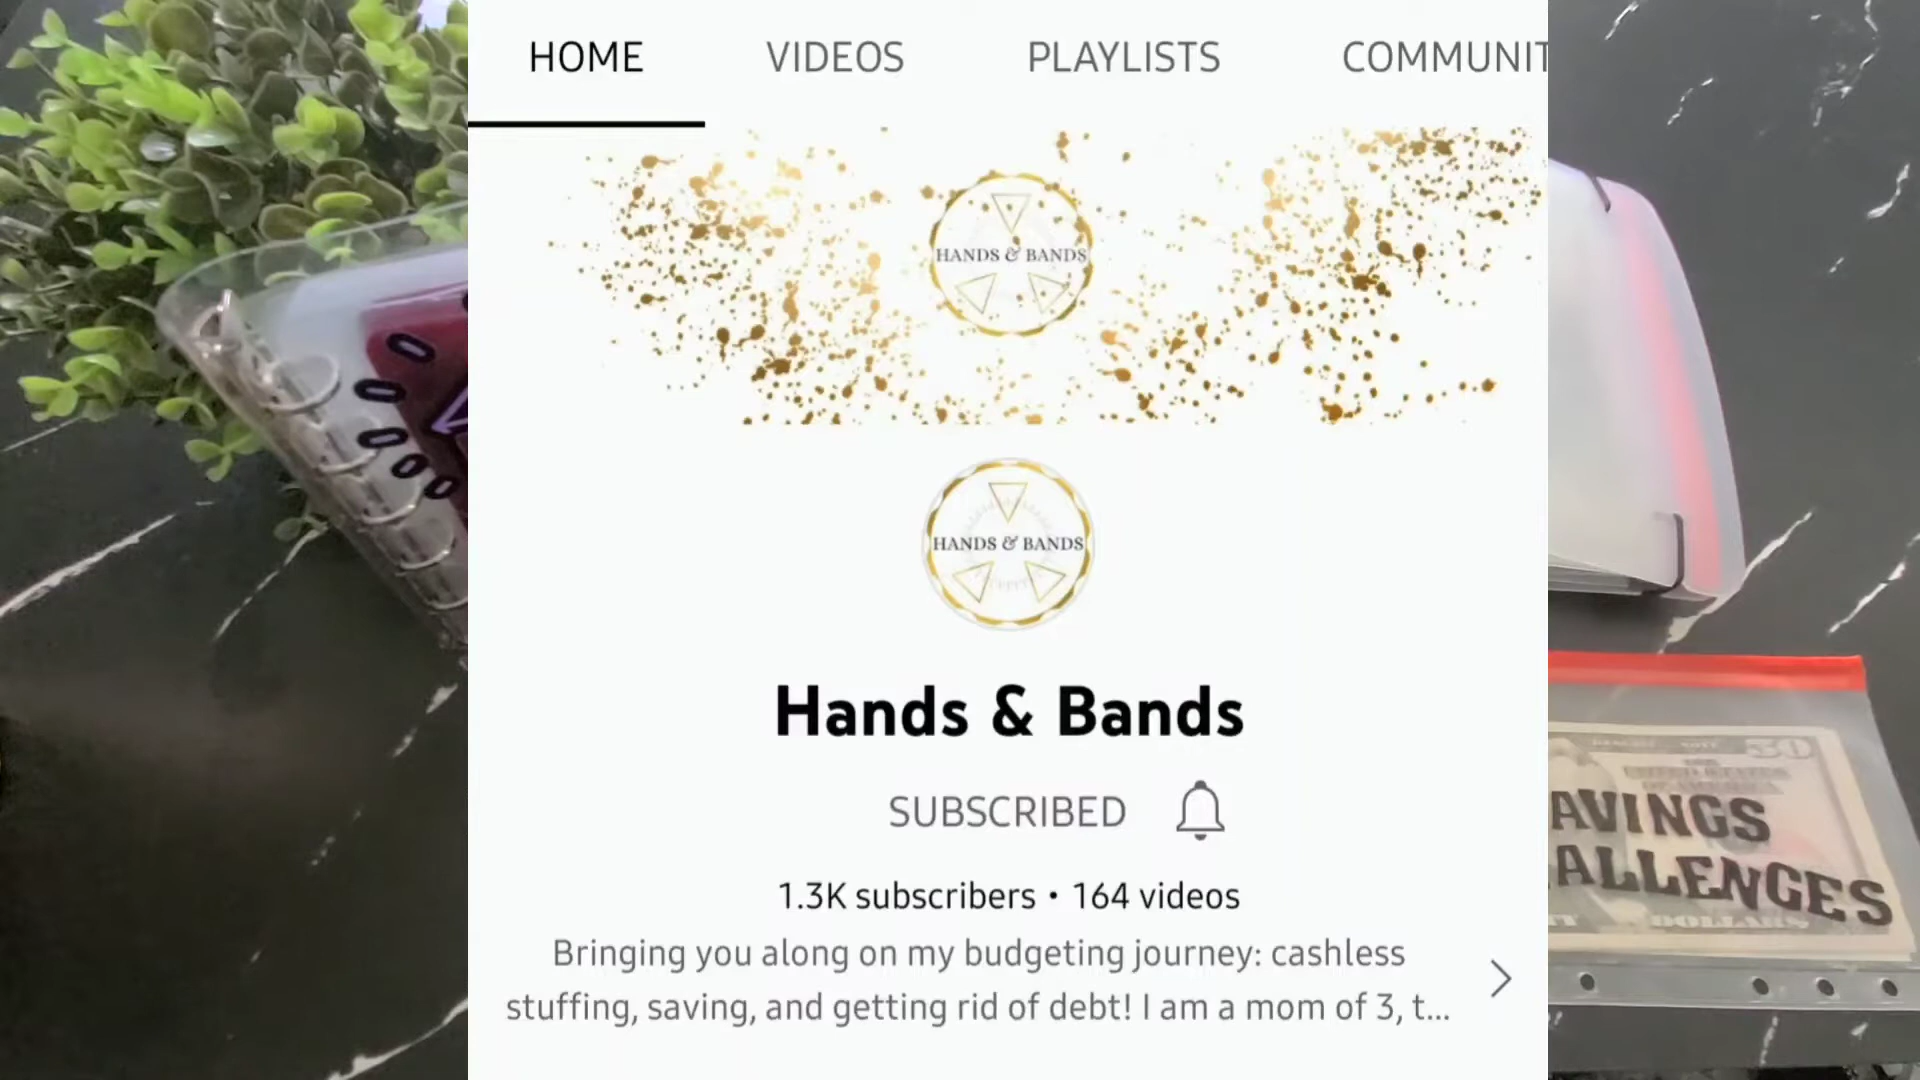 HOME VIDEOS PLAYLISTS COMMUNIT
HANDS & BANDS
HANDS & BANDS
Hands & Bands
SUBSCRIBED
1.3K subscribers • 164 videos
Bringing you along on my budgeting journey: cashless
stuffing, saving, and getting rid of debt! I am a mom of 3, t...
50
AVINGS
ALLENGES